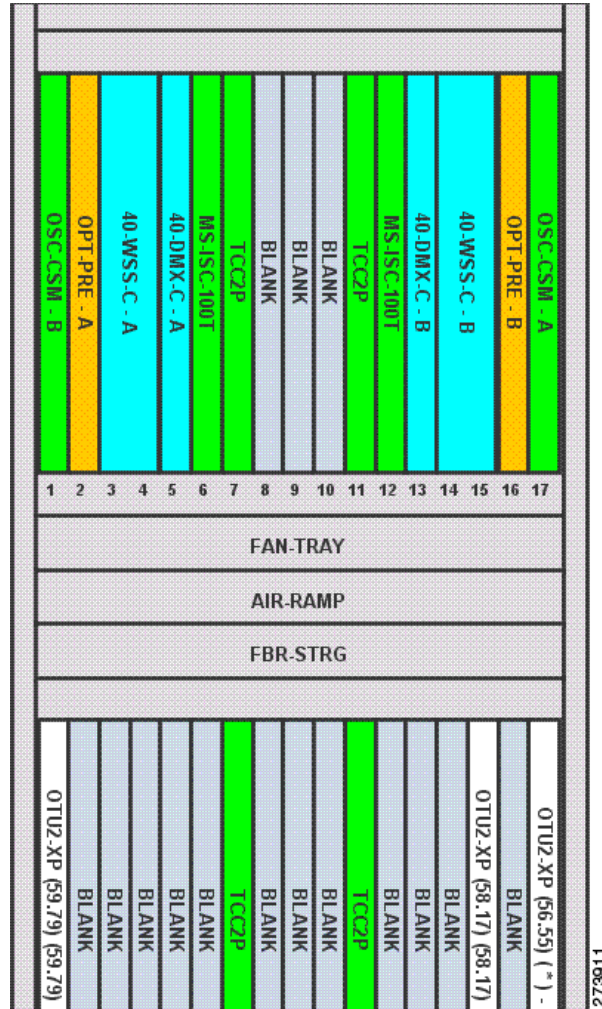 OSC-CSM - B
OPT-PRE - A
40-WSS-C - A
40-DMX-C - A
MS-ISC-100T
TCC2P
BLANK
BLANK
BLANK
TCC2P
MS-ISC-100T
40-DMX-C - B
40-WSS-C - B
OPT-PRE - B
OSC-CSM - A
1 2 3 4 5 6 7 8 9 10 11 12 13 14 15 16 17
FAN-TRAY
AIR-RAMP
FBR-STRG
OTU2-XP (59.79) (59.79)
BLANK
BLANK
BLANK
BLANK
BLANK
TCC2P
BLANK
BLANK
BLANK
TCC2P
BLANK
BLANK
BLANK
OTU2-XP (58.17) (58.17)
BLANK
OTU2-XP (56.55) ( * ) -
273911